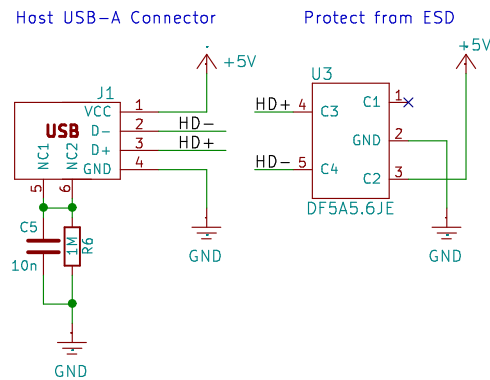 Host USB-A Connector
Protect from ESD
+5V
+5V
J1
U3
VCC 1
D- 2 HD-
D+ 3 HD+
GND 4
USB
NC1
NC2
5
6
HD+ 4 C3
HD- 5 C4
C1 1
GND 2
C2 3
DF5A5.6JE
C5
10n
1M
R6
GND
GND
GND